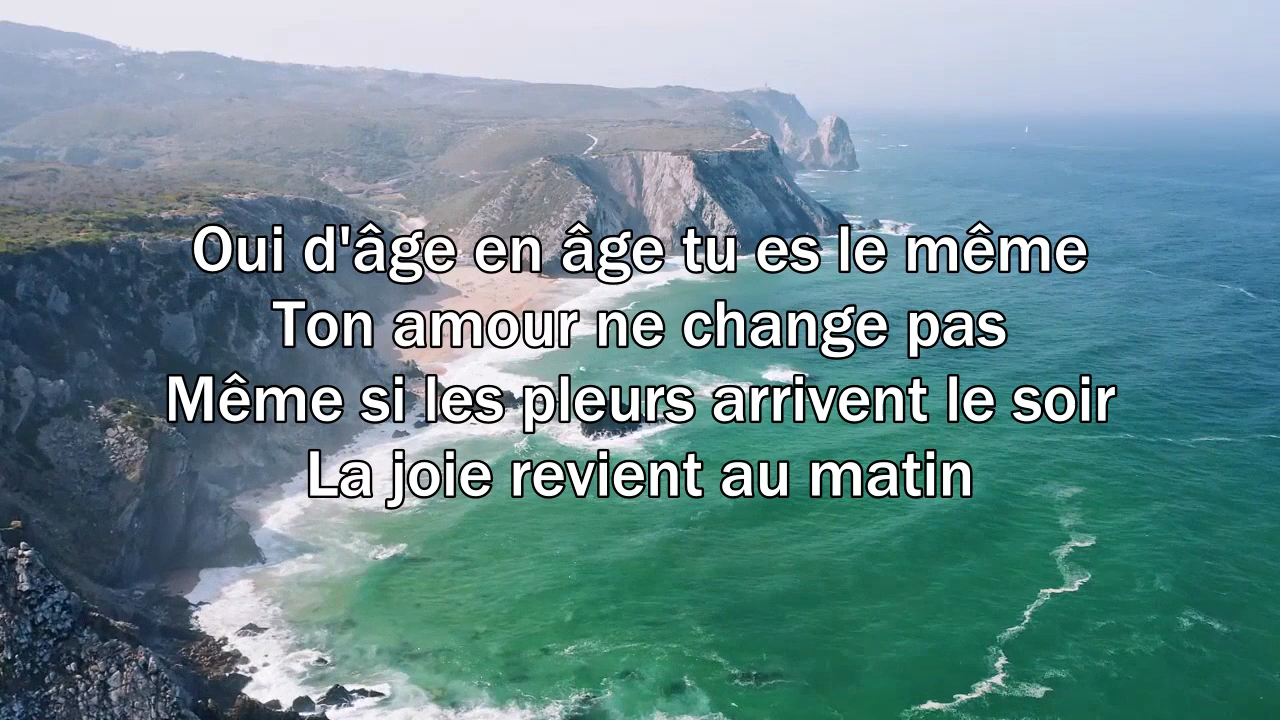 Oui d'âge en âge tu es le même
Ton amour ne change pas
Même si les pleurs arrivent le soir
La joie revient au matin